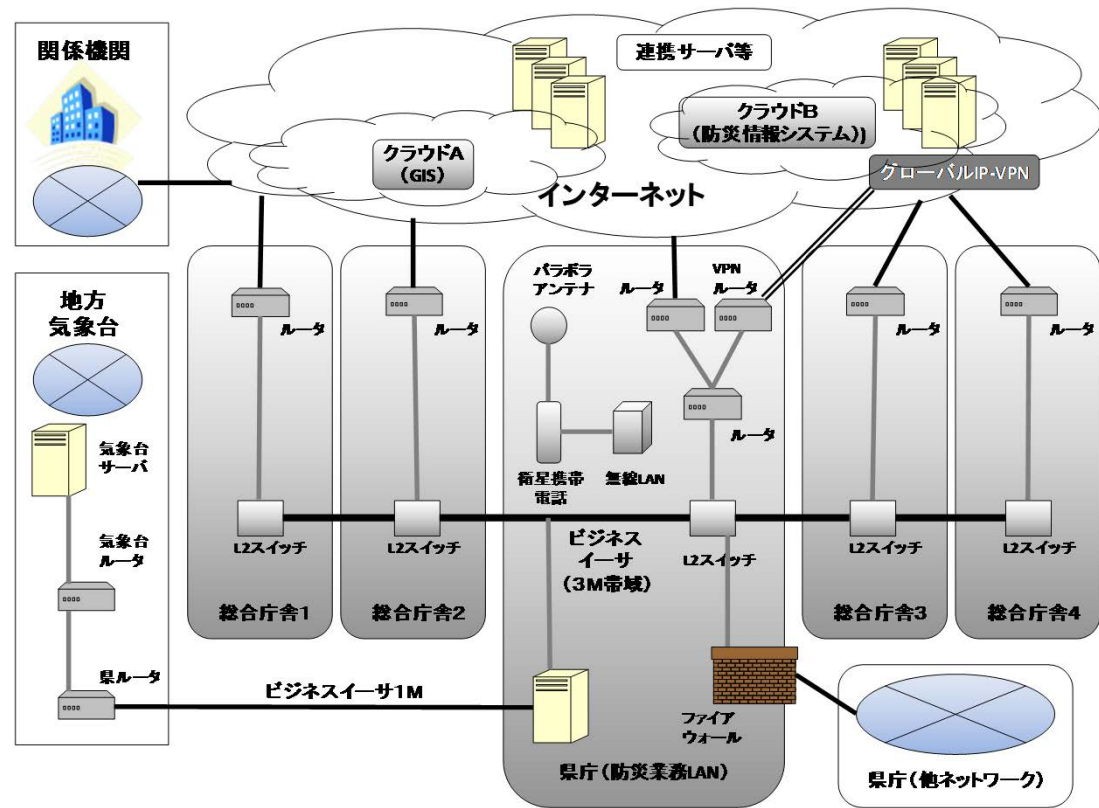 関係機関
連携サーバ等
クラウドB
(防災情報システム))
クラウドA
(GIS)
グローバルIP-VPN
インターネット
地方
気象台
気象台
サーバ
気象台
ルータ
県ルータ
ルータ
ルータ
パラボラ
アンテナ
ルータ
VPN
ルータ
ルータ
ルータ
ルータ
衛星携帯
電話
無線LAN
L2スイッチ
L2スイッチ
ビジネス
イーサ
(3M帯域)
L2スイッチ
L2スイッチ
L2スイッチ
総合庁舎1
総合庁舎2
総合庁舎3
総合庁舎4
ビジネスイーサ1M
ファイア
ウォール
県庁(防災業務LAN)
県庁(他ネットワーク)